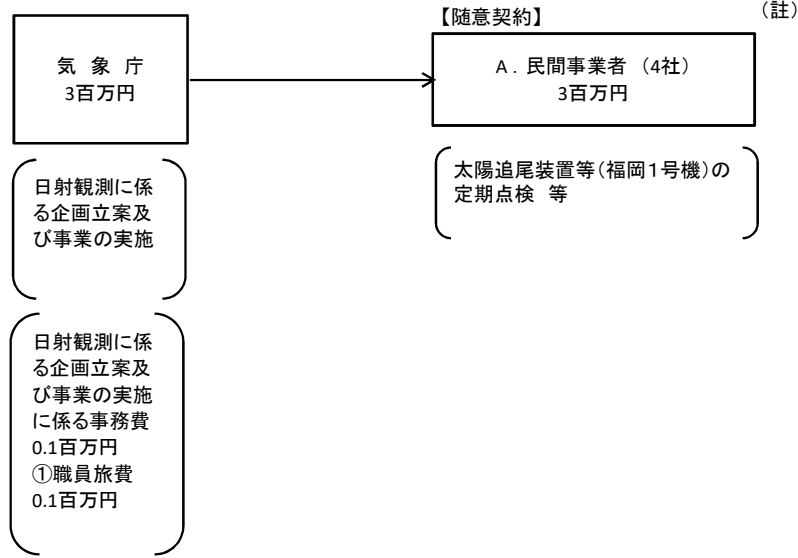 【随意契約】
（註）
気 象 庁
3百万円
A . 民間事業者 （4社）
3百万円
日射観測に係
る企画立案及
び事業の実施
太陽追尾装置等(福岡１号機)の
定期点検 等
日射観測に係
る企画立案及
び事業の実施
に係る事務費
0.1百万円
①職員旅費
0.1百万円